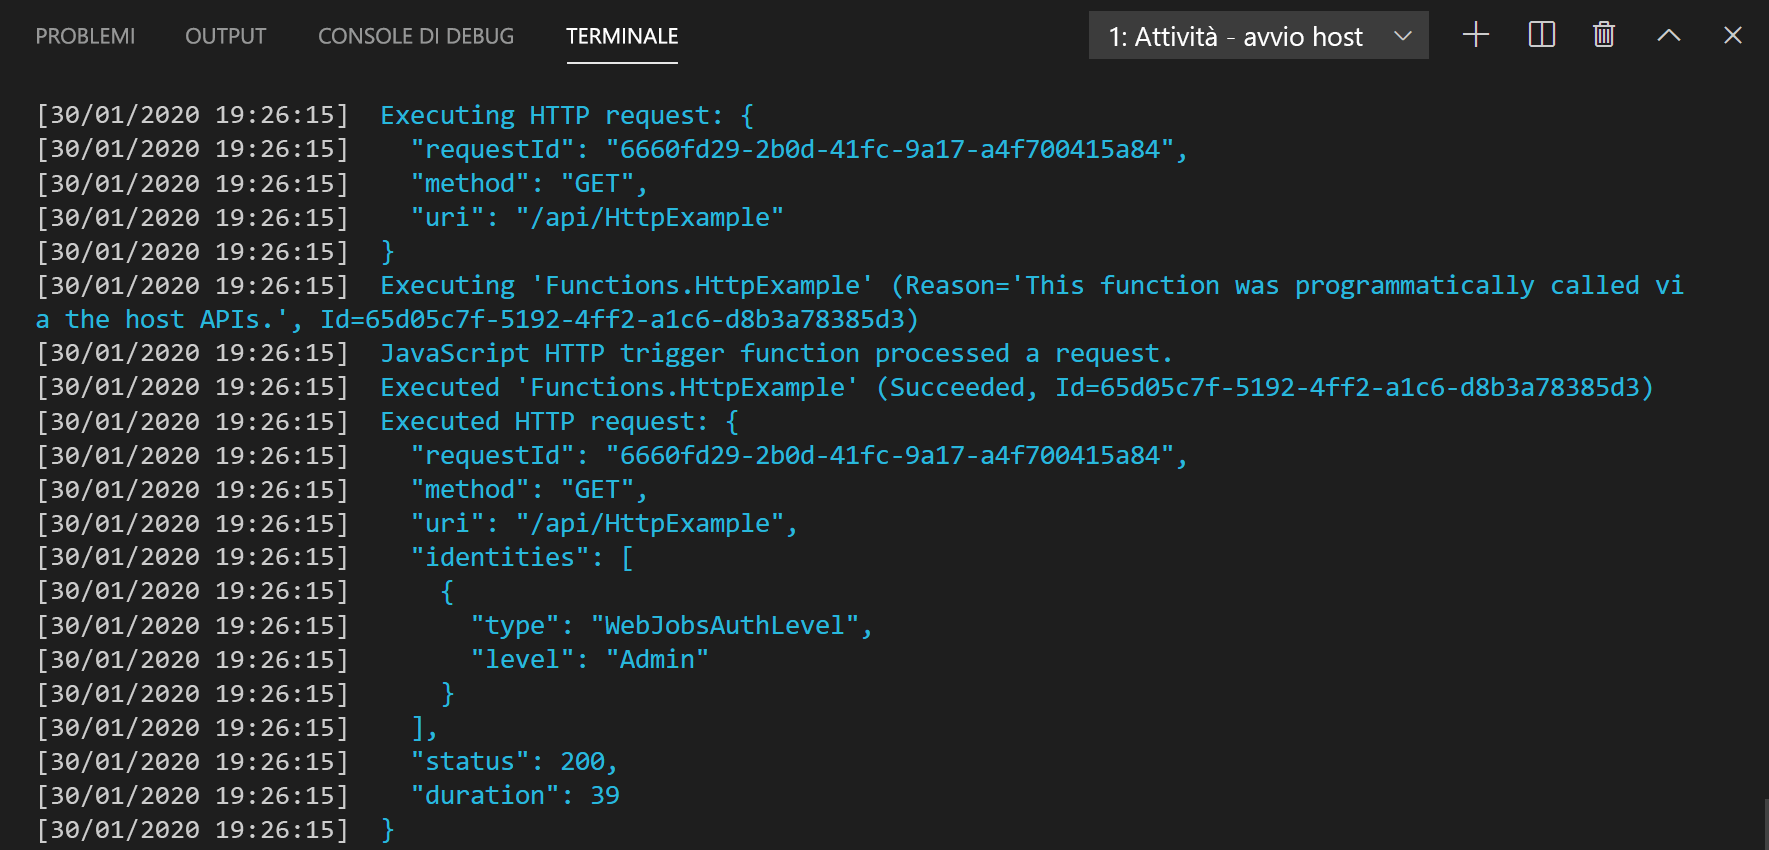 PROBLEMI OUTPUT CONSOLE DI DEBUG TERMINALE 1: Attività - avvio host
[30/01/2020 19:26:15]  Executing HTTP request: {
[30/01/2020 19:26:15]    "requestId": "6660fd29-2b0d-41fc-9a17-a4f700415a84",
[30/01/2020 19:26:15]    "method": "GET",
[30/01/2020 19:26:15]    "uri": "/api/HttpExample"
[30/01/2020 19:26:15]  }
[30/01/2020 19:26:15]  Executing 'Functions.HttpExample' (Reason='This function was programmatically called vi
a the host APIs.', Id=65d05c7f-5192-4ff2-a1c6-d8b3a78385d3)
[30/01/2020 19:26:15]  JavaScript HTTP trigger function processed a request.
[30/01/2020 19:26:15]  Executed 'Functions.HttpExample' (Succeeded, Id=65d05c7f-5192-4ff2-a1c6-d8b3a78385d3)
[30/01/2020 19:26:15]  Executed HTTP request: {
[30/01/2020 19:26:15]    "requestId": "6660fd29-2b0d-41fc-9a17-a4f700415a84",
[30/01/2020 19:26:15]    "method": "GET",
[30/01/2020 19:26:15]    "uri": "/api/HttpExample",
[30/01/2020 19:26:15]    "identities": [
[30/01/2020 19:26:15]      {
[30/01/2020 19:26:15]        "type": "WebJobsAuthLevel",
[30/01/2020 19:26:15]        "level": "Admin"
[30/01/2020 19:26:15]      }
[30/01/2020 19:26:15]    ],
[30/01/2020 19:26:15]    "status": 200,
[30/01/2020 19:26:15]    "duration": 39
[30/01/2020 19:26:15]  }